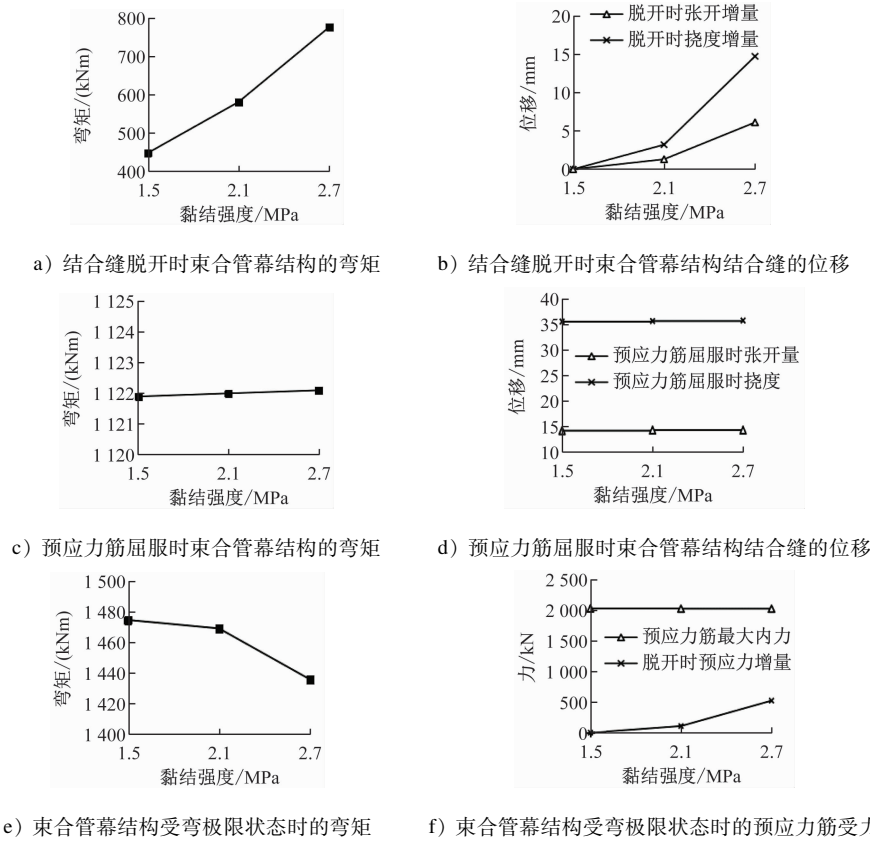 800
700
600
500
400
弯矩/(kNm)
1.5 2.1 2.7
黏结强度/MPa
20
15
10
5
0
位移/mm
脱开时张开增量
脱开时挠度增量
1.5 2.1 2.7
黏结强度/MPa
a）结合缝脱开时束合管幕结构的弯矩
b）结合缝脱开时束合管幕结构结合缝的位移
1 125
1 124
1 123
1 122
1 121
1 120
弯矩/(kNm)
1.5 2.1 2.7
黏结强度/MPa
40
35
30
25
20
15
10
位移/mm
预应力筋屈服时张开量
预应力筋屈服时挠度
1.5 2.1 2.7
黏结强度/MPa
c）预应力筋屈服时束合管幕结构的弯矩
d）预应力筋屈服时束合管幕结构结合缝的位移
1 500
1 480
1 460
1 440
1 420
1 400
弯矩/(kNm)
1.5 2.1 2.7
黏结强度/MPa
2 500
2 000
1 500
1 000
500
0
力/kN
预应力筋最大内力
脱开时预应力增量
1.5 2.1 2.7
黏结强度/MPa
e）束合管幕结构受弯极限状态时的弯矩
f）束合管幕结构受弯极限状态时的预应力筋受力